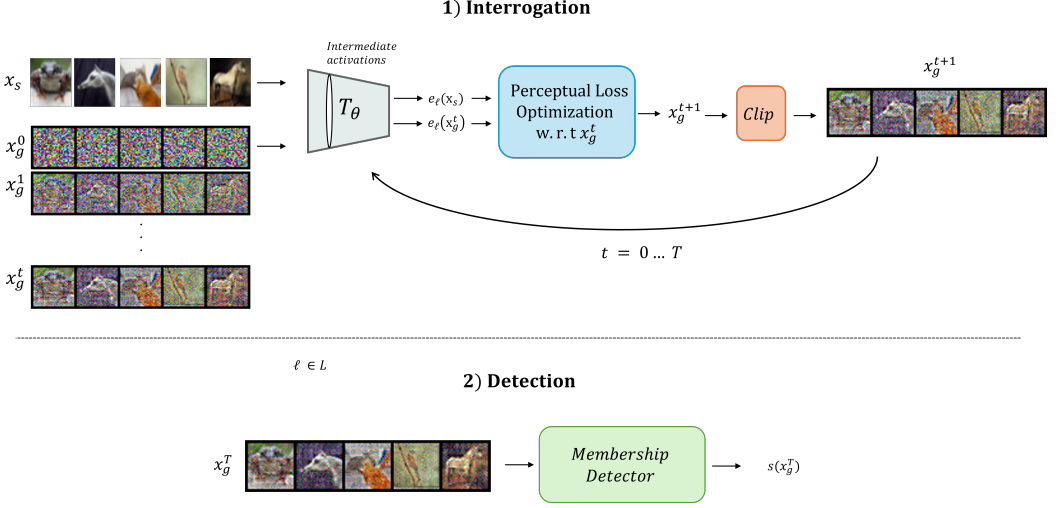 1) Interrogation
Intermediate
activations
x_s
T_θ
e_ℓ(x_s)
e_ℓ(x_g^t)
Perceptual Loss
Optimization
w. r. t x_g^t
x_g^{t+1}
Clip
x_g^{t+1}
x_g^0
x_g^1
.
.
.
x_g^t
t = 0 … T
ℓ ∈ L
2) Detection
x_g^T
Membership
Detector
s(x_g^T)